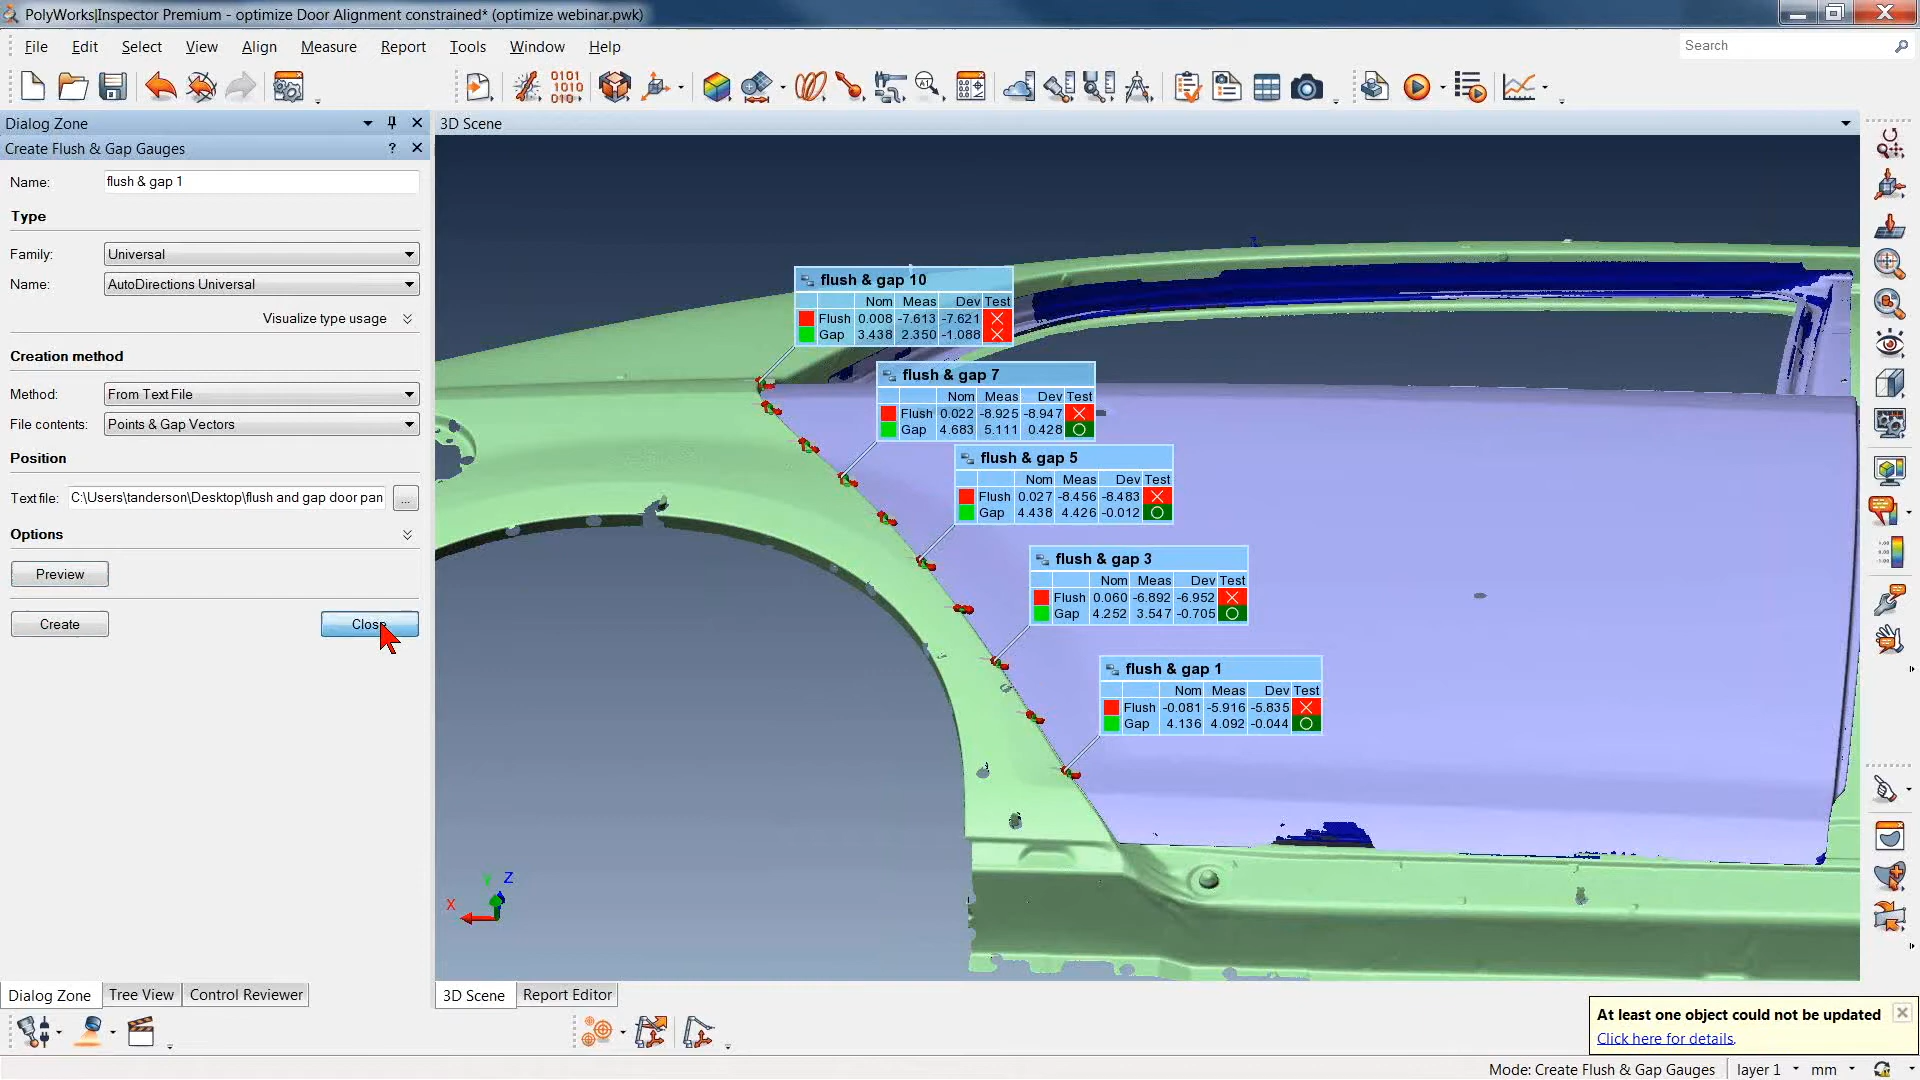 PolyWorks|Inspector Premium - optimize Door Alignment constrained* (optimize webinar.pwk)
File Edit Select View Align Measure Report Tools Window Help
Search
Dialog Zone
3D Scene
Create Flush & Gap Gauges
?
Name: flush & gap 1
Type
Family: Universal
Name: AutoDirections Universal
Visualize type usage
Creation method
Method: From Text File
File contents: Points & Gap Vectors
Position
Text file: C:\Users\tanderson\Desktop\flush and gap door pan ...
Options
Preview
Create Close
flush & gap 10
Nom Meas Dev Test
Flush 0.008 -7.613 -7.621
Gap 3.438 2.350 -1.088
flush & gap 7
Nom Meas Dev Test
Flush 0.022 -8.925 -8.947
Gap 4.683 5.111 0.428
flush & gap 5
Nom Meas Dev Test
Flush 0.027 -8.456 -8.483
Gap 4.438 4.426 -0.012
flush & gap 3
Nom Meas Dev Test
Flush 0.060 -6.892 -6.952
Gap 4.252 3.547 -0.705
flush & gap 1
Nom Meas Dev Test
Flush -0.081 -5.916 -5.835
Gap 4.136 4.092 -0.044
X Y Z
Dialog Zone Tree View Control Reviewer
3D Scene Report Editor
At least one object could not be updated
Click here for details.
Mode: Create Flush & Gap Gauges layer 1 mm